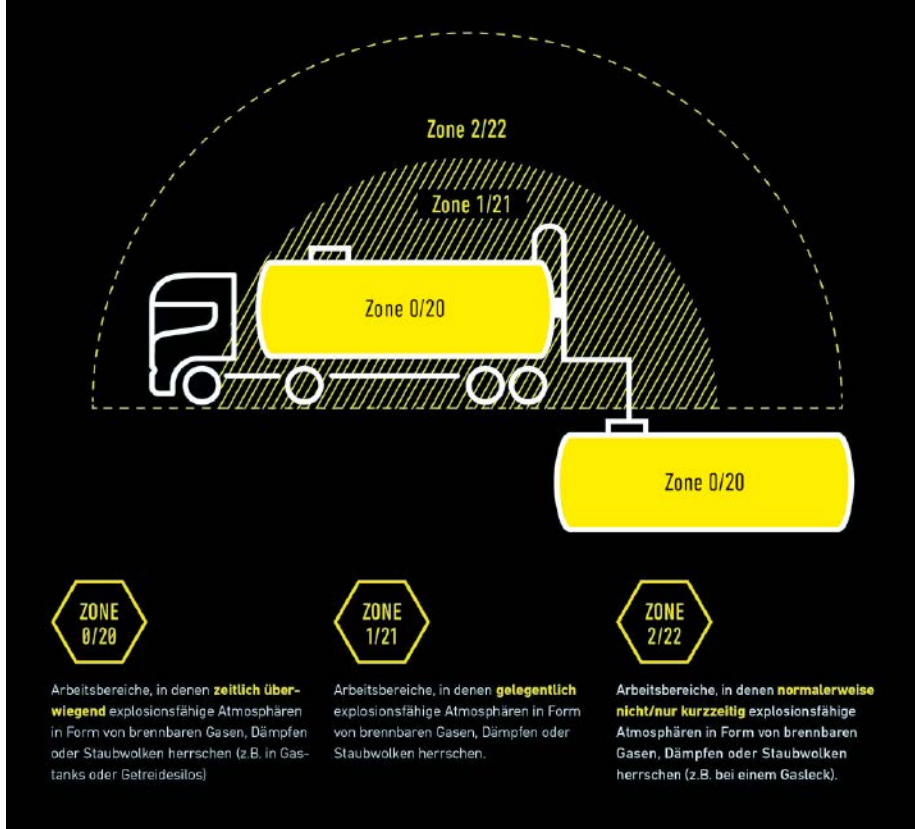 Zone 2/22
Zone 1/21
Zone 0/20
Zone 0/20
ZONE
0/20
Arbeitsbereiche, in denen zeitlich über-
wiegend explosionsfähige Atmosphären
in Form von brennbaren Gasen, Dämpfen
oder Staubwolken herrschen (z.B. in Gas-
tanks oder Getreidesilos)
ZONE
1/21
Arbeitsbereiche, in denen gelegentlich
explosionsfähige Atmosphären in Form
von brennbaren Gasen, Dämpfen oder
Staubwolken herrschen.
ZONE
2/22
Arbeitsbereiche, in denen normalerweise
nicht/nur kurzzeitig explosionsfähige
Atmosphären in Form von brennbaren
Gasen, Dämpfen oder Staubwolken
herrschen (z.B. bei einem Gasleck).